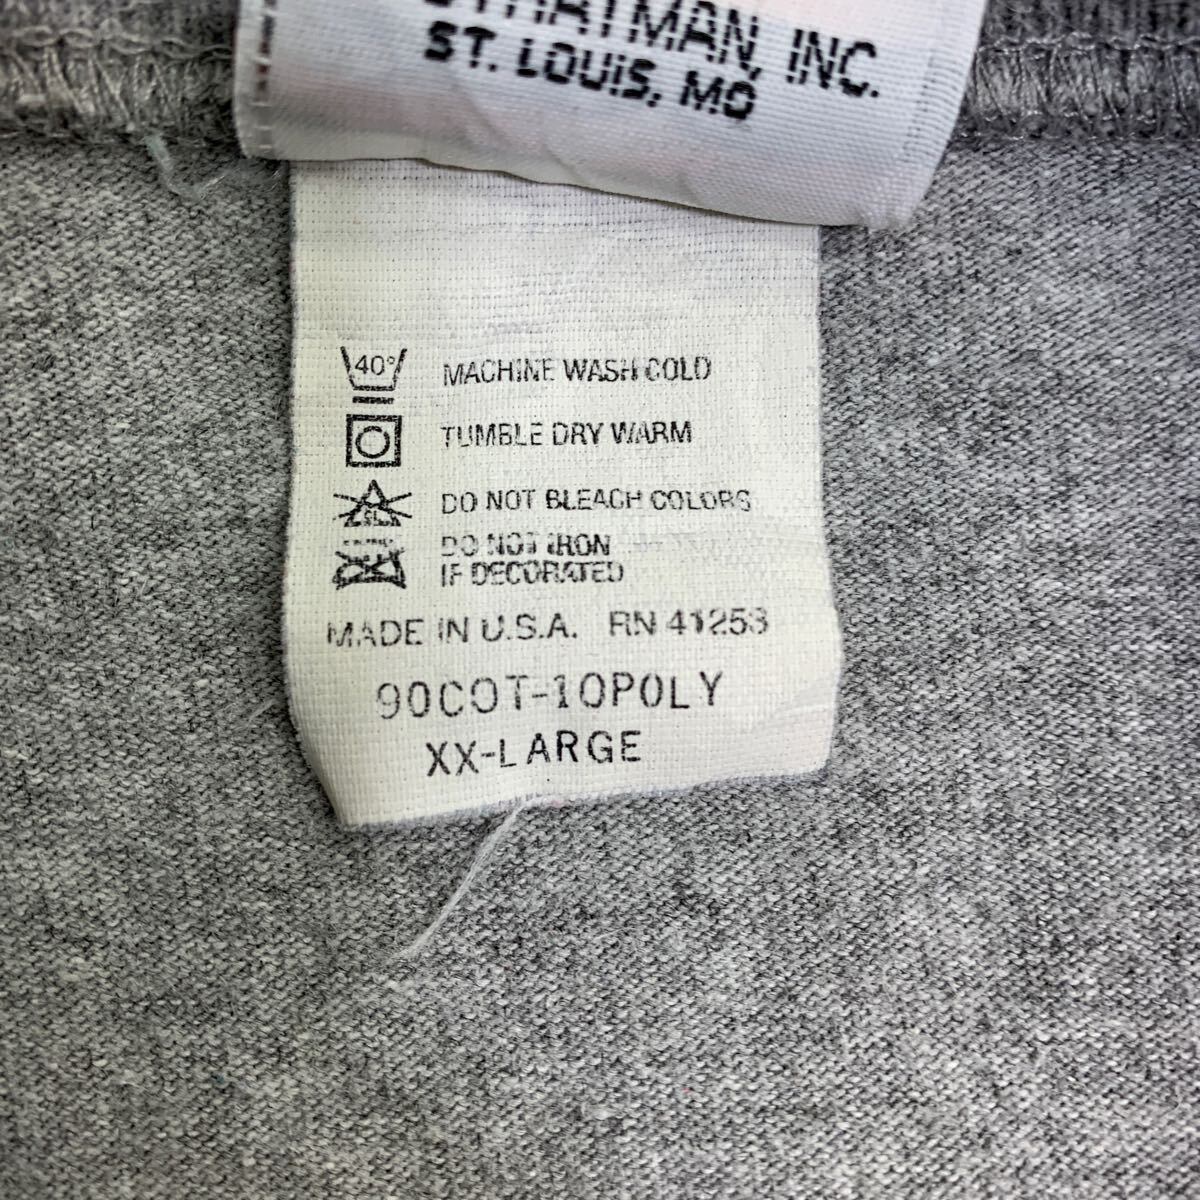 INC.
ST. LOUIS, MO
40° MACHINE WASH COLD
TUMBLE DRY WARM
DO NOT BLEACH COLORS
DO NOT IRON
IF DECORATED
MADE IN U.S.A. RN 41253
90COT-10POLY
XX-LARGE